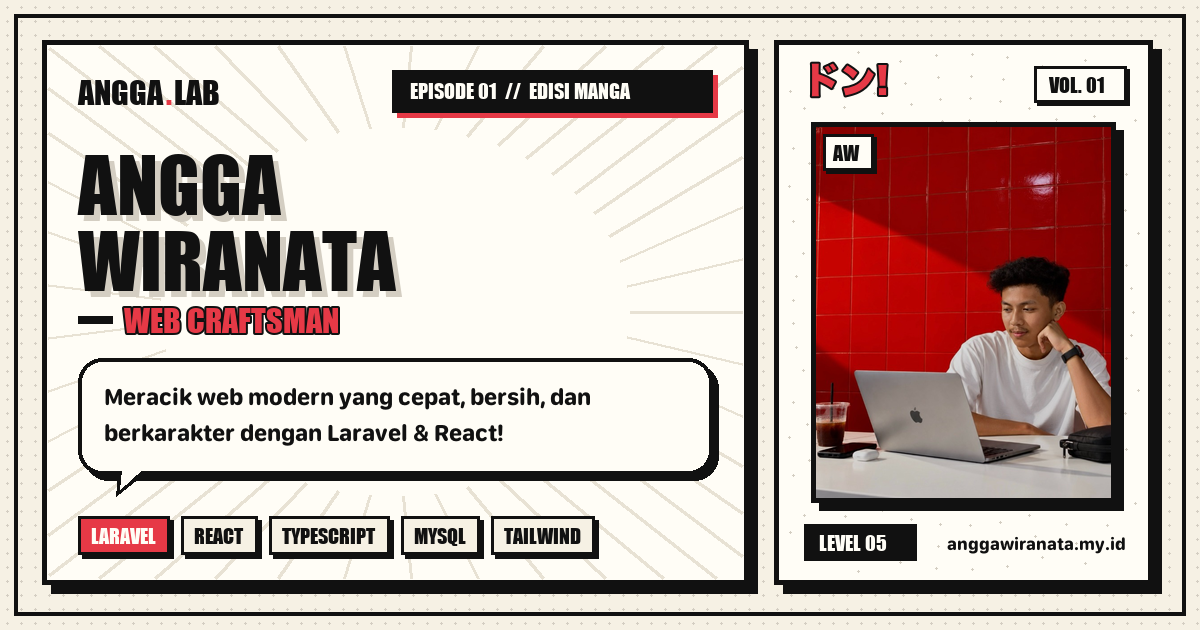 ANGGA.LAB
EPISODE 01 // EDISI MANGA
ANGGA
WIRANATA
WEB CRAFTSMAN
Meracik web modern yang cepat, bersih, dan
berkarakter dengan Laravel & React!
LARAVEL
REACT
TYPESCRIPT
MYSQL
TAILWIND
ドン!
VOL. 01
AW
LEVEL 05
anggawiranata.my.id